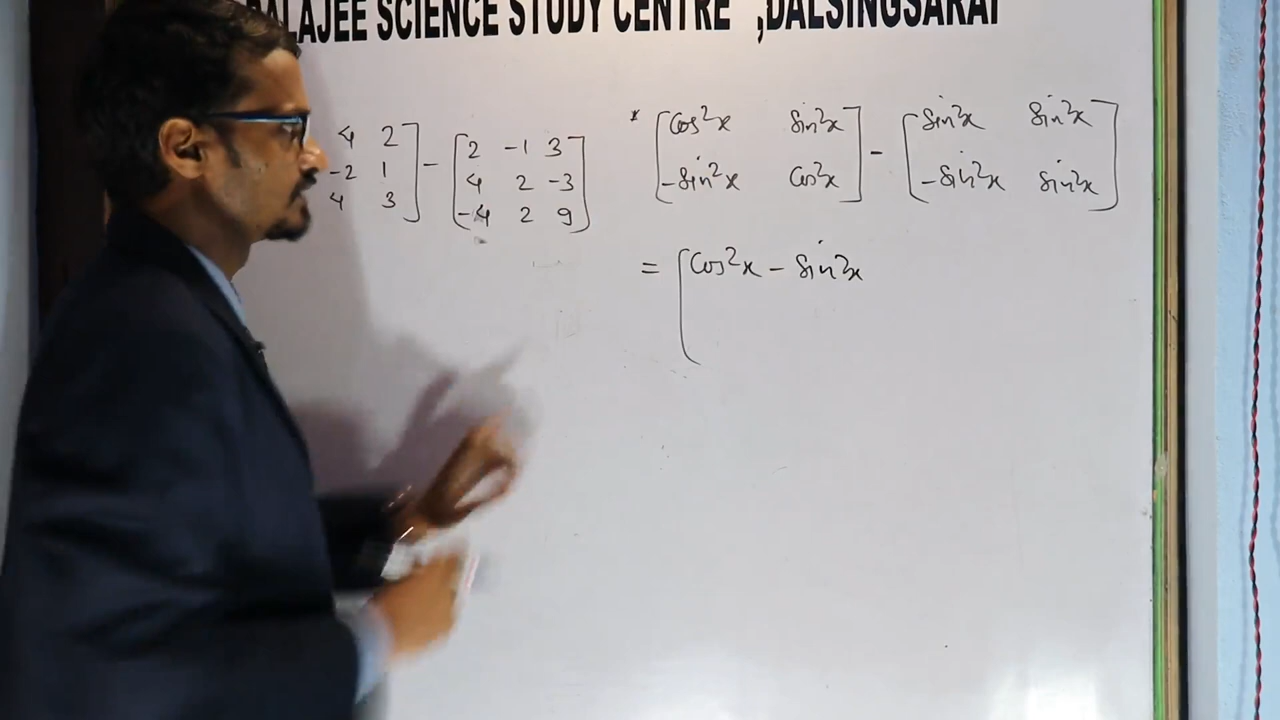 BALAJEE SCIENCE STUDY CENTRE ,DALSINGSARAI
4 2 ] - [ 2 -1 3 ] * [ Cos²x Sin²x ] - [ Sin²x Sin²x ]
-2 1 4 2 -3 -Sin²x Cos²x -Sin²x Sin²x
4 3 -4 2 9
= [ Cos²x - Sin²x